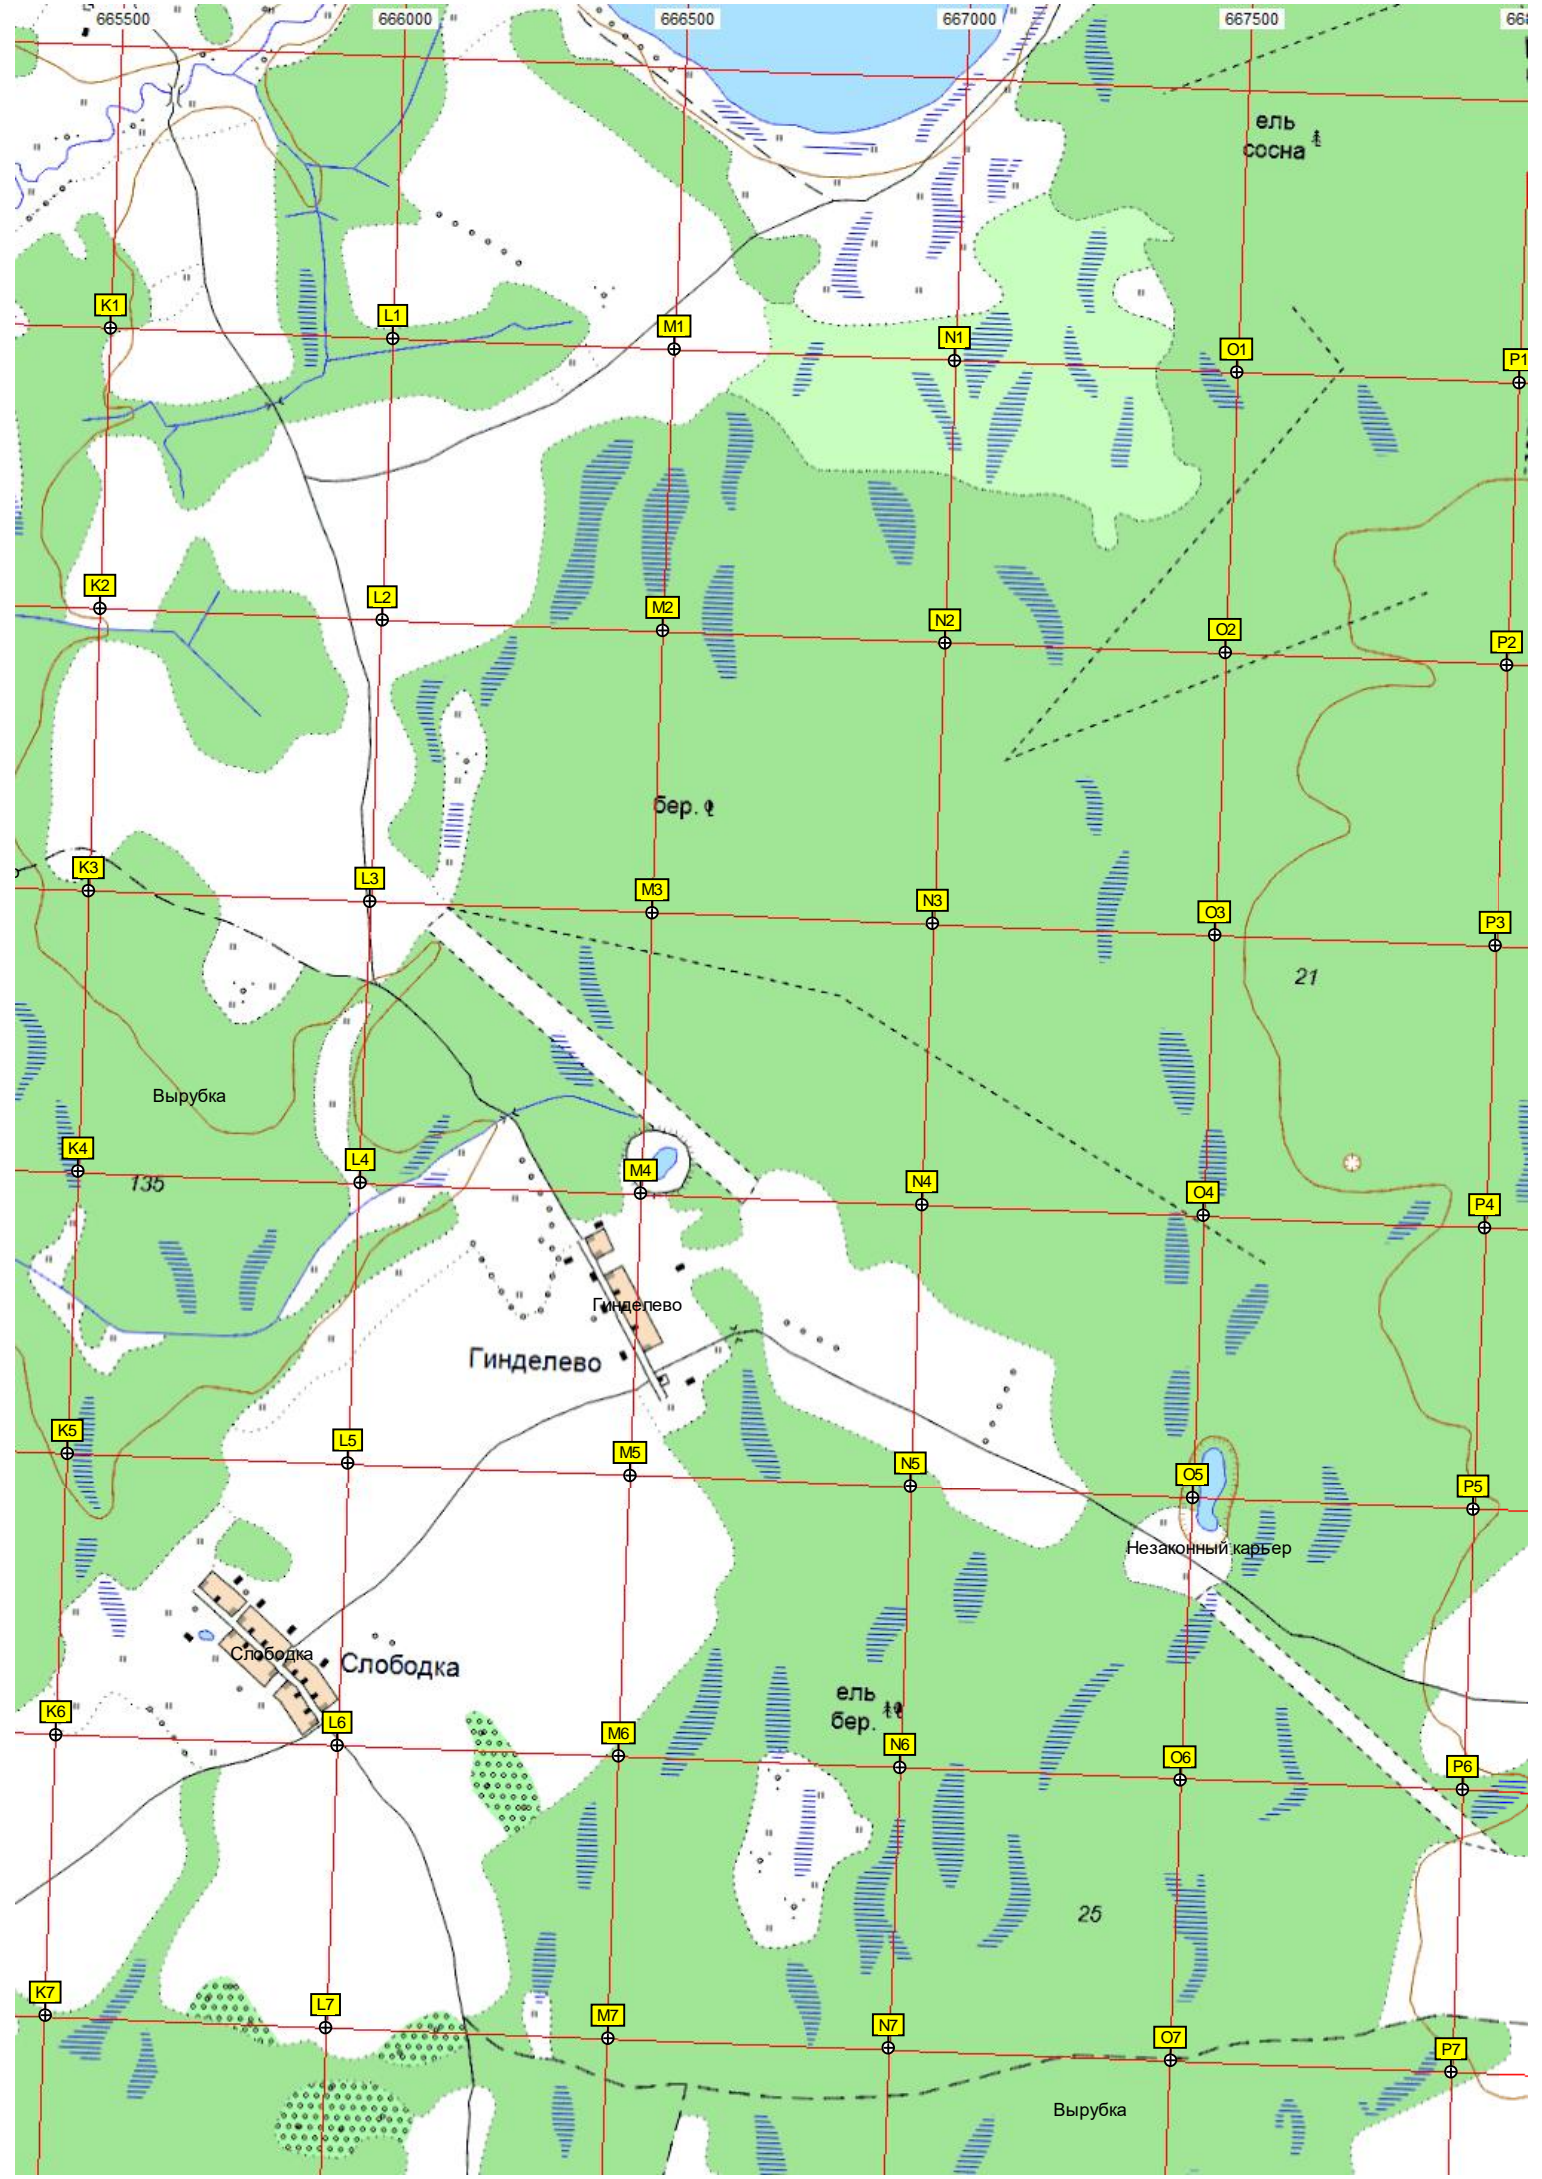 665500 666000 666500 667000 667500
ель
сосна
K1 L1 M1 N1 O1 P1
K2 L2 M2 N2 O2 P2
бер.
K3 L3 M3 N3 O3 P3
21
Вырубка
K4 L4 M4 N4 O4 P4
135
Гинделево
Гинделево
K5 L5 M5 N5 O5 P5
Незаконный карьер
Слободка
Слободка
ель
бер.
K6 L6 M6 N6 O6 P6
25
K7 L7 M7 N7 O7 P7
Вырубка